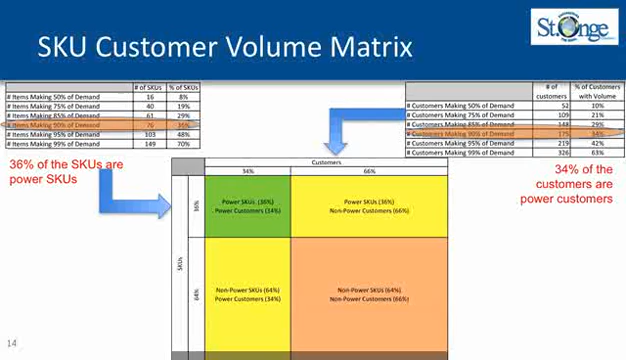 SKU Customer Volume Matrix
St.Onge
# of SKUs % of SKUs
# Items Making 50% of Demand 16 8%
# Items Making 75% of Demand 40 19%
# Items Making 85% of Demand 61 29%
# Items Making 90% of Demand 76 36%
# Items Making 95% of Demand 103 48%
# Items Making 99% of Demand 149 70%
# of % of Customers
customers with Volume
# Customers Making 50% of Demand 52 10%
# Customers Making 75% of Demand 109 21%
# Customers Making 85% of Demand 148 29%
# Customers Making 90% of Demand 175 34%
# Customers Making 95% of Demand 219 42%
# Customers Making 99% of Demand 326 63%
36% of the SKUs are
power SKUs
34% of the
customers are
power customers
Customers
34% 66%
SKUs
36%
Power SKUs (36%)
Power Customers (34%)
Power SKUs (36%)
Non-Power Customers (66%)
64%
Non-Power SKUs (64%)
Power Customers (34%)
Non-Power SKUs (64%)
Non-Power Customers (66%)
14